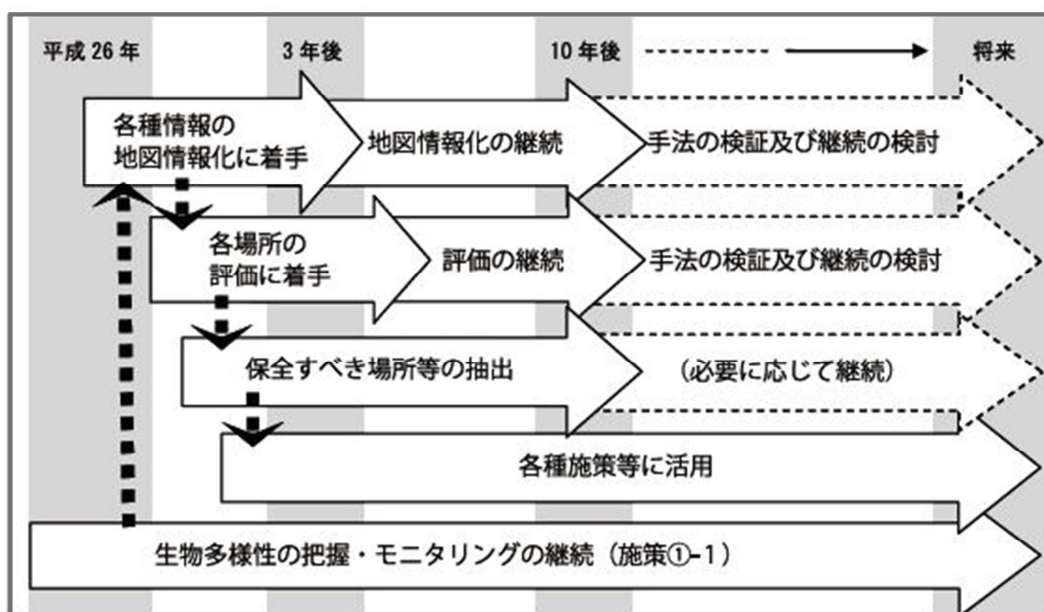 平成 26 年
3 年後
10 年後
将来
各種情報の
地図情報化に着手
地図情報化の継続
手法の検証及び継続の検討
各場所の
評価に着手
評価の継続
手法の検証及び継続の検討
保全すべき場所等の抽出
（必要に応じて継続）
各種施策等に活用
生物多様性の把握・モニタリングの継続（施策①-1）